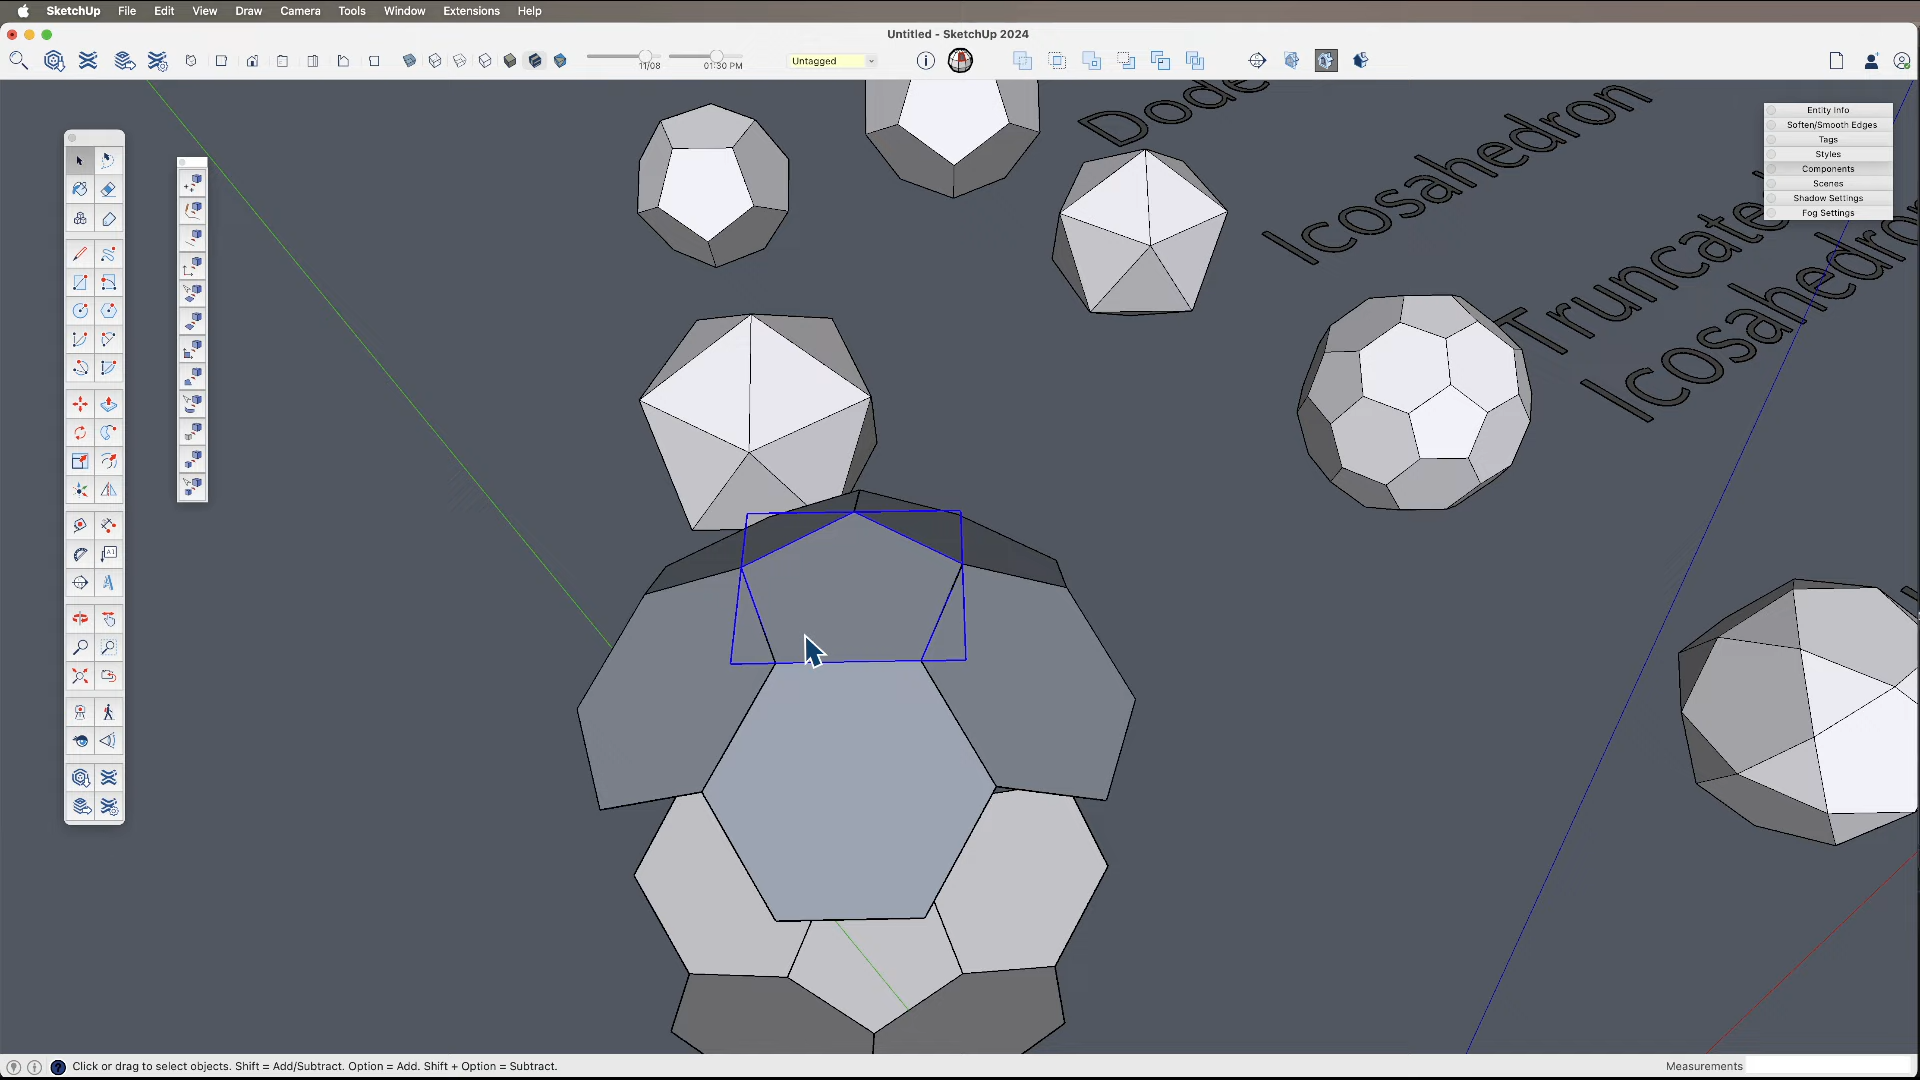 SketchUp File Edit View Draw Camera Tools Window Extensions Help
Untitled - SketchUp 2024
11/08 01:30 PM Untagged
Entity Info
Soften/Smooth Edges
Tags
Styles
Components
Scenes
Shadow Settings
Fog Settings
Icosahedron
Click or drag to select objects. Shift = Add/Subtract. Option = Add. Shift + Option = Subtract.
Measurements